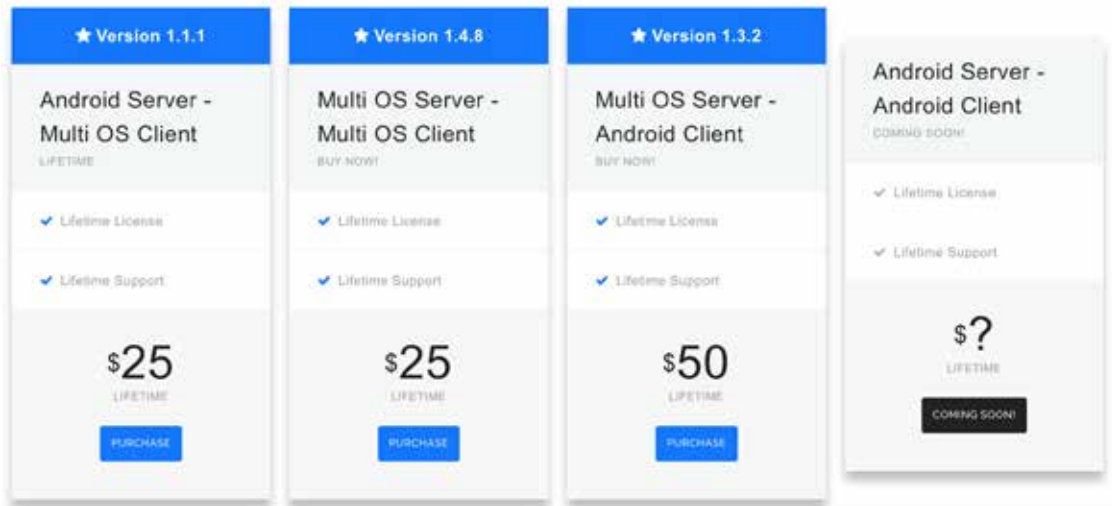 Version 1.1.1
Android Server -
Multi OS Client
LIFETIME
Lifetime License
Lifetime Support
$25
LIFETIME
PURCHASE
Version 1.4.8
Multi OS Server -
Multi OS Client
BUY NOW!
Lifetime License
Lifetime Support
$25
LIFETIME
PURCHASE
Version 1.3.2
Multi OS Server -
Android Client
BUY NOW!
Lifetime License
Lifetime Support
$50
LIFETIME
PURCHASE
Android Server -
Android Client
COMING SOON!
Lifetime License
Lifetime Support
$?
LIFETIME
COMING SOON!